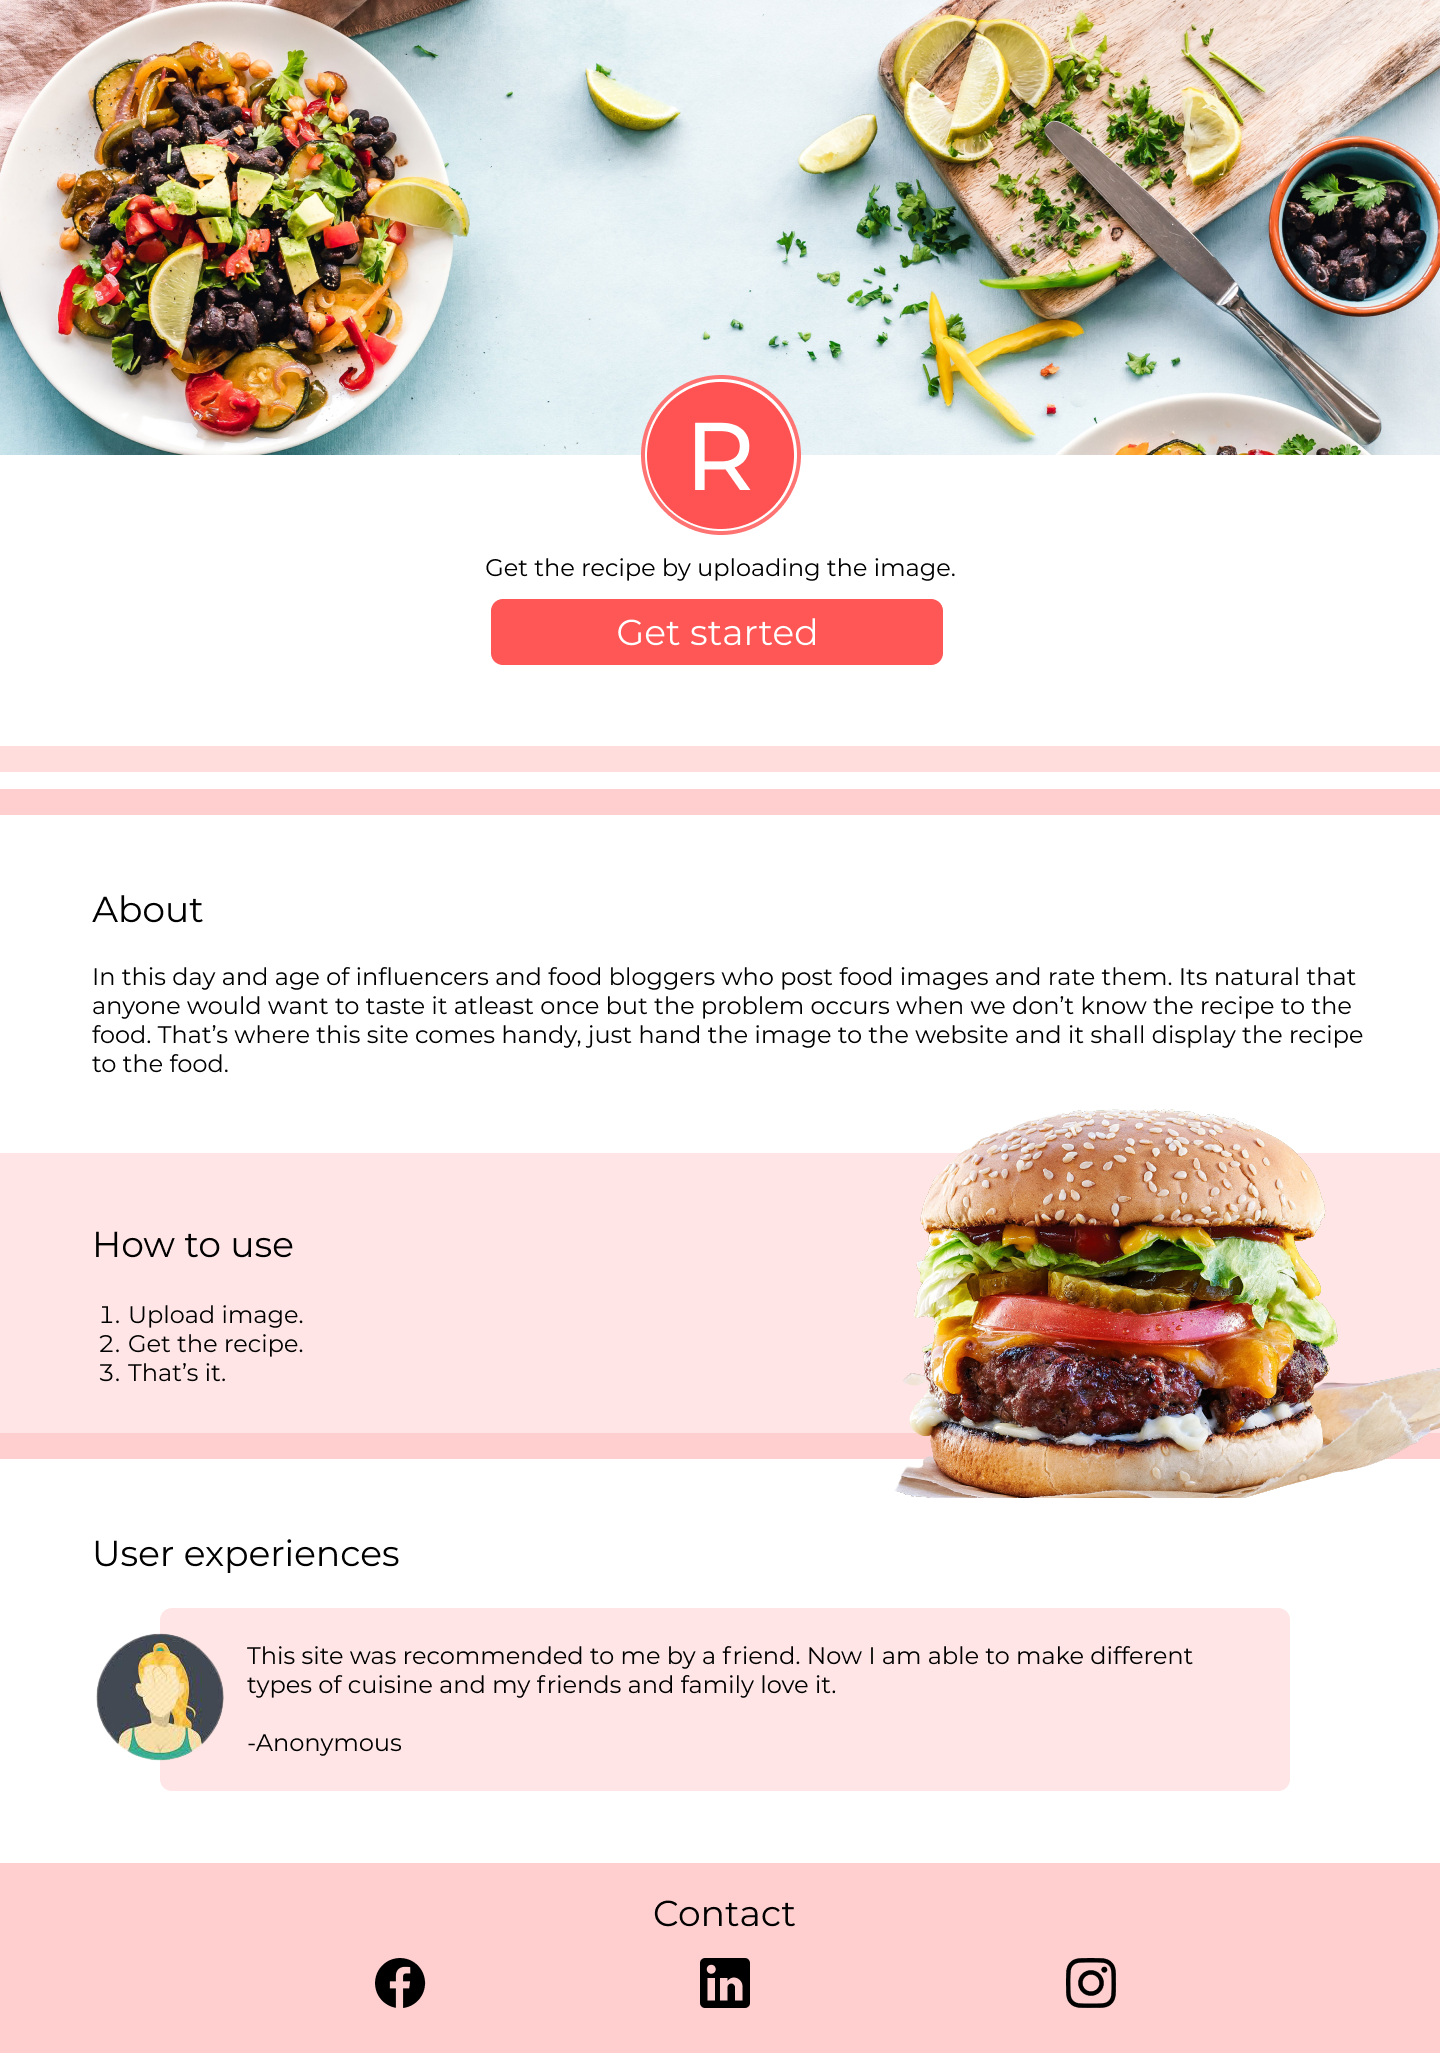 R
Get the recipe by uploading the image.
Get started
About
In this day and age of influencers and food bloggers who post food images and rate them. Its natural that
anyone would want to taste it atleast once but the problem occurs when we don’t know the recipe to the
food. That’s where this site comes handy, just hand the image to the website and it shall display the recipe
to the food.
How to use
1. Upload image.
2. Get the recipe.
3. That’s it.
User experiences
This site was recommended to me by a friend. Now I am able to make different
types of cuisine and my friends and family love it.
-Anonymous
Contact